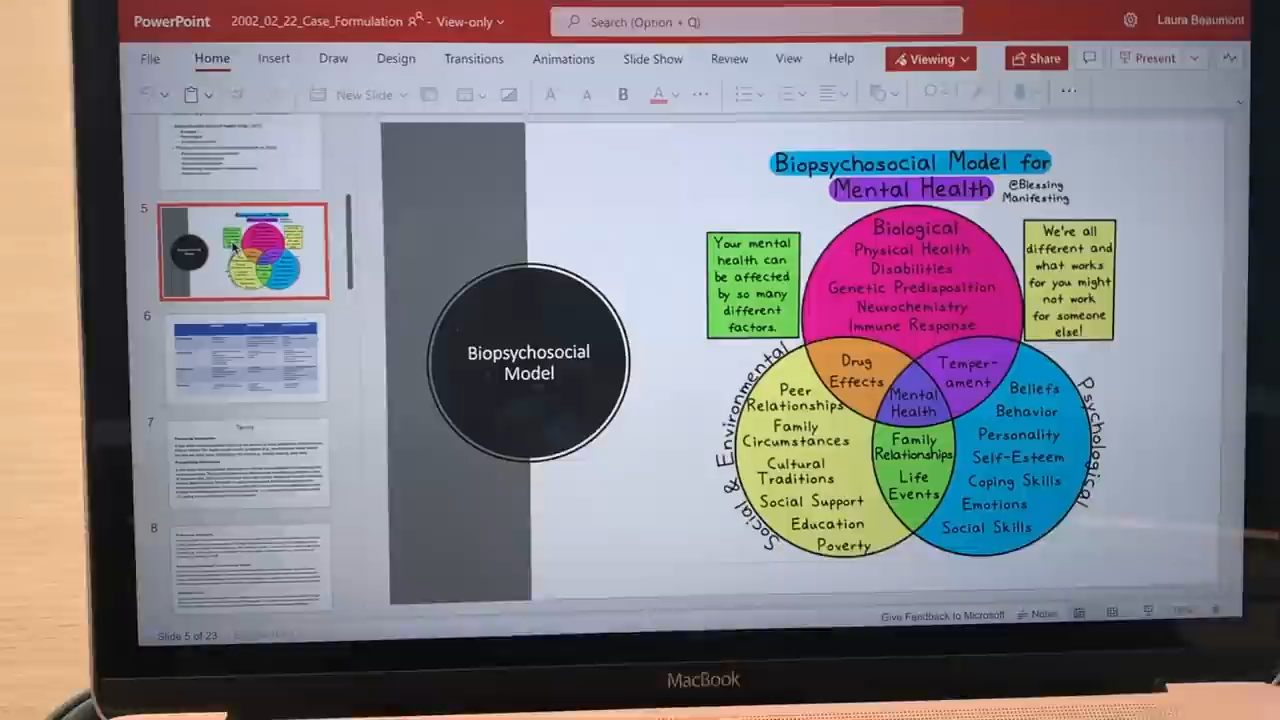 PowerPoint
2002_02_22_Case_Formulation - View-only
Search (Option + Q)
Laura Beaumont
File Home Insert Draw Design Transitions Animations Slide Show Review View Help
Viewing
Share
Present
New Slide
B
A
5
6
7
8
Terms
Biopsychosocial
Model
Biopsychosocial Model for
Mental Health
@Blessing
Manifesting
Your mental
health can
be affected
by so many
different
factors.
We're all
different and
what works
for you might
not work
for someone
else!
Biological
Physical Health
Disabilities
Genetic Predisposition
Neurochemistry
Immune Response
Drug
Effects
Temper-
ament
Mental
Health
Social & Environmental
Peer
Relationships
Family
Circumstances
Cultural
Traditions
Social Support
Education
Poverty
Family
Relationships
Life
Events
Psychological
Beliefs
Behavior
Personality
Self-Esteem
Coping Skills
Emotions
Social Skills
Give Feedback to Microsoft
Notes
Slide 5 of 23
MacBook